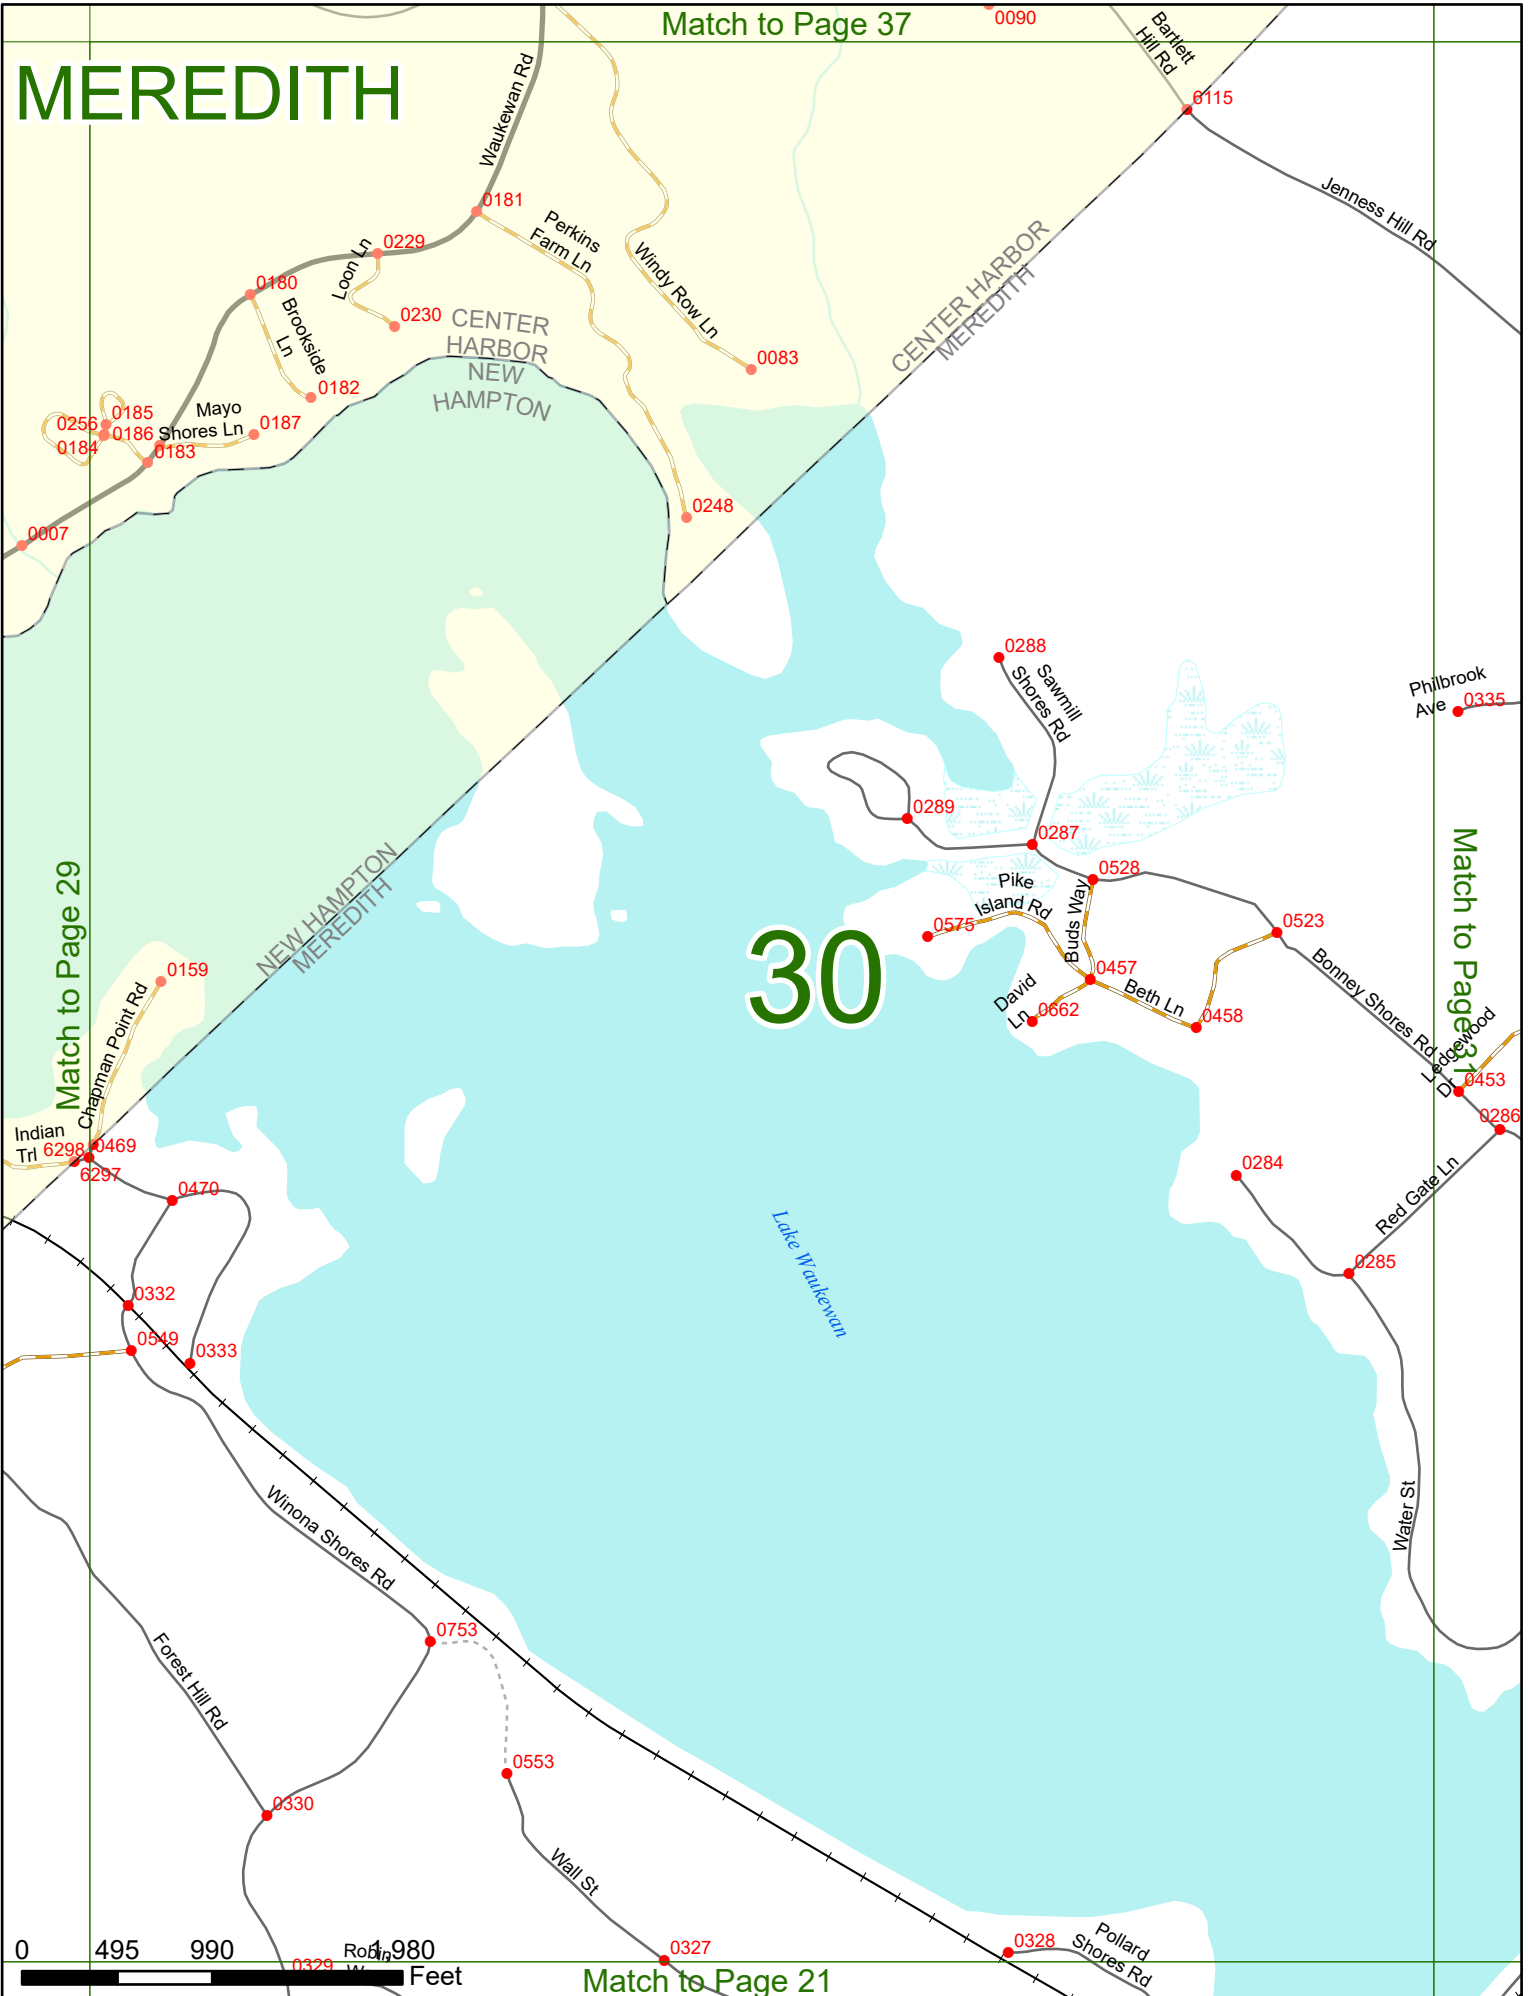 Match to Page 37
0090
Bartlett
Hill Rd
MEREDITH
6115
Waukewan Rd
Jenness Hill Rd
0181
Perkins
Farm Ln
0229
Loon Ln
Windy Row Ln
CENTER HARBOR
MEREDITH
0180
Brookside
Ln
0230
CENTER
HARBOR
NEW
HAMPTON
0083
0182
0185
0256
0186
0184
Mayo
Shores Ln
0187
0183
0248
0007
0288
Sawmill
Shores Rd
Philbrook
Ave
0335
0289
0287
Match to Page 29
NEW HAMPTON
MEREDITH
0528
Pike
Island Rd
Buds Way
Match to Page 31
0575
30
0523
0159
0457
Bonney Shores Rd
David
Ln
0662
Beth Ln
0458
Chapman Point Rd
Ledgewood
Dr
0453
Indian
Trl
6298
0469
6297
0286
0284
0470
Red Gate Ln
Lake Waukewan
0285
0332
0549
0333
Winona Shores Rd
Water St
0753
Forest Hill Rd
0553
0330
Wall St
0327
0328
Pollard
Shores Rd
0 495 990 1,980
Feet
Robin
0329
Match to Page 21